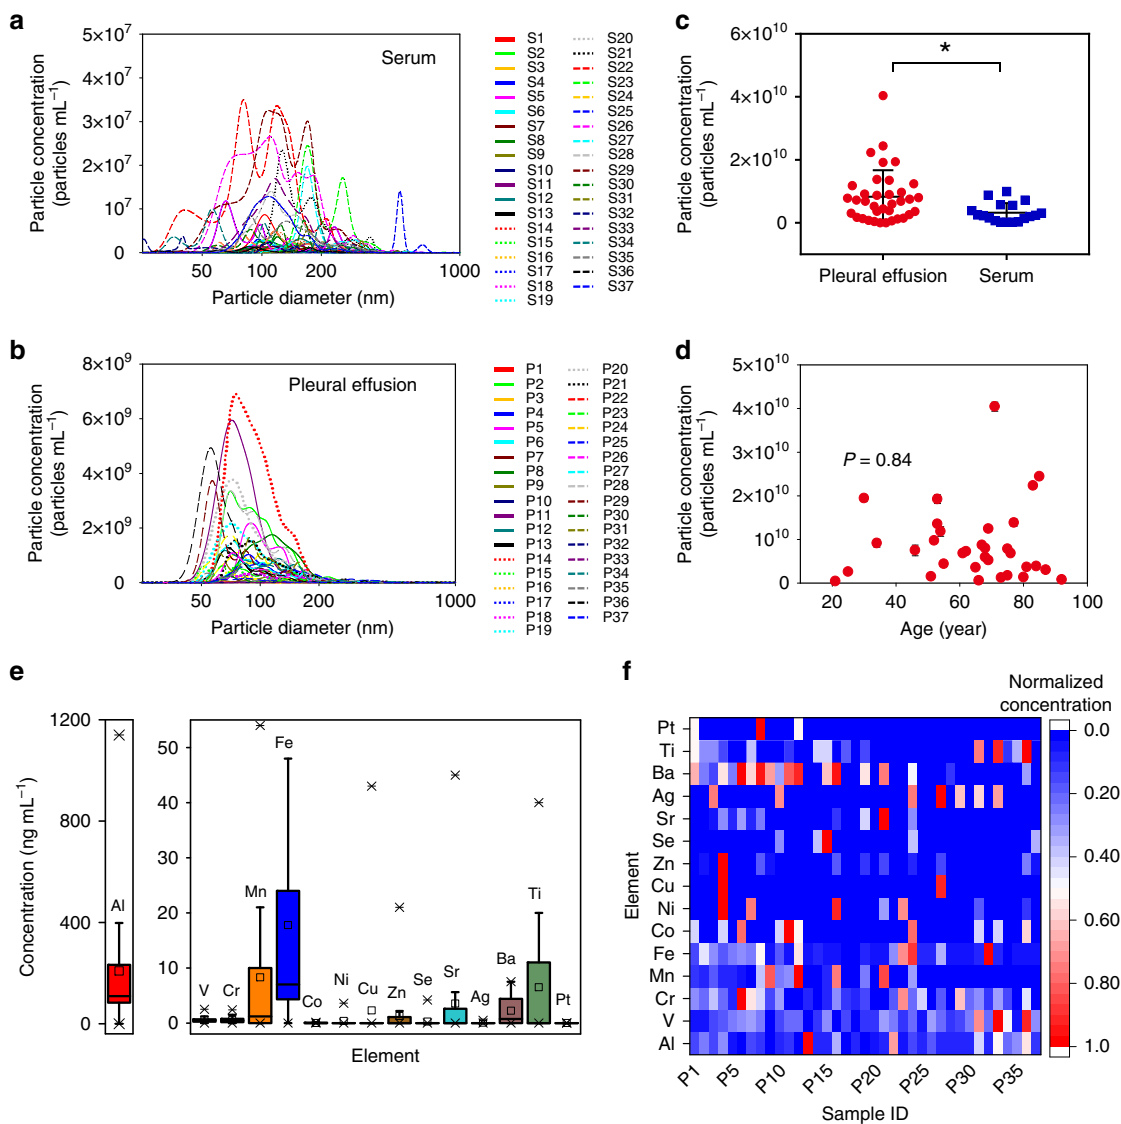 a
Serum
Particle concentration
(particles mL⁻¹)
5×10⁷
4×10⁷
3×10⁷
2×10⁷
10⁷
0
50
100
200
1000
Particle diameter (nm)
S1
S2
S3
S4
S5
S6
S7
S8
S9
S10
S11
S12
S13
S14
S15
S16
S17
S18
S19
S20
S21
S22
S23
S24
S25
S26
S27
S28
S29
S30
S31
S32
S33
S34
S35
S36
S37
b
Pleural effusion
Particle concentration
(particles mL⁻¹)
8×10⁹
6×10⁹
4×10⁹
2×10⁹
0
50
100
200
1000
Particle diameter (nm)
P1
P2
P3
P4
P5
P6
P7
P8
P9
P10
P11
P12
P13
P14
P15
P16
P17
P18
P19
P20
P21
P22
P23
P24
P25
P26
P27
P28
P29
P30
P31
P32
P33
P34
P35
P36
P37
c
Particle concentration
(particles mL⁻¹)
6×10¹⁰
4×10¹⁰
2×10¹⁰
0
*
Pleural effusion
Serum
d
Particle concentration
(particles mL⁻¹)
5×10¹⁰
4×10¹⁰
3×10¹⁰
2×10¹⁰
10¹⁰
0
P = 0.84
20
40
60
80
100
Age (year)
e
Concentration (ng mL⁻¹)
1200
800
400
0
Al
50
40
30
20
10
0
V
Cr
Mn
Fe
Co
Ni
Cu
Zn
Se
Sr
Ag
Ba
Ti
Pt
Element
f
Normalized
concentration
Element
Pt
Ti
Ba
Ag
Sr
Se
Zn
Cu
Ni
Co
Fe
Mn
Cr
V
Al
P1
P5
P10
P15
P20
P25
P30
P35
Sample ID
0.0
0.20
0.40
0.60
0.80
1.0